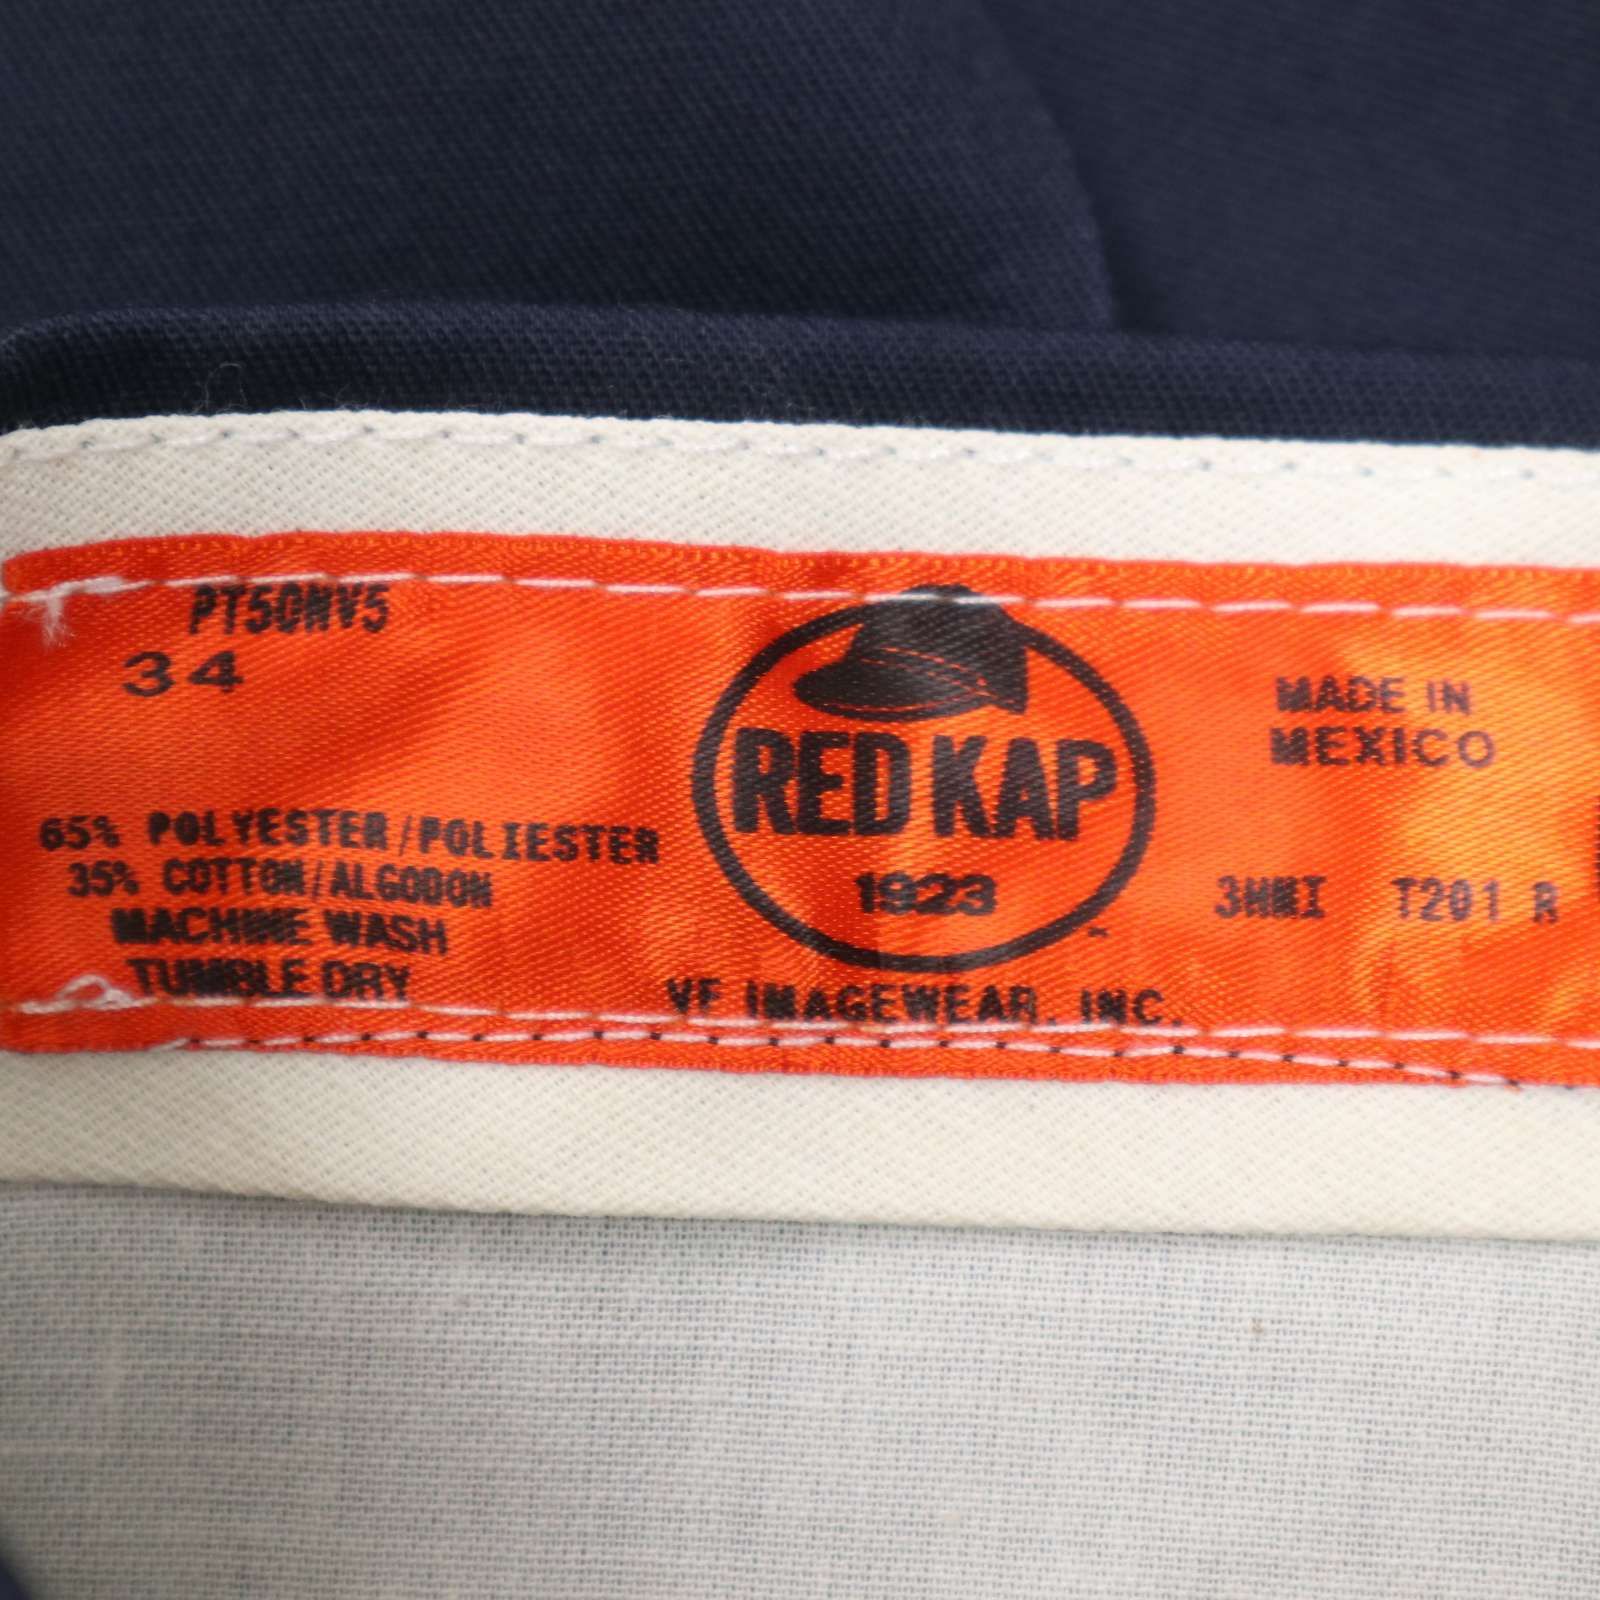 PT50NV5
34
65% POLYESTER/POLIESTER
35% COTTON/ALGODON
MACHINE WASH
TUMBLE DRY
RED KAP
1923
VF IMAGEWEAR, INC.
MADE IN
MEXICO
T201 R